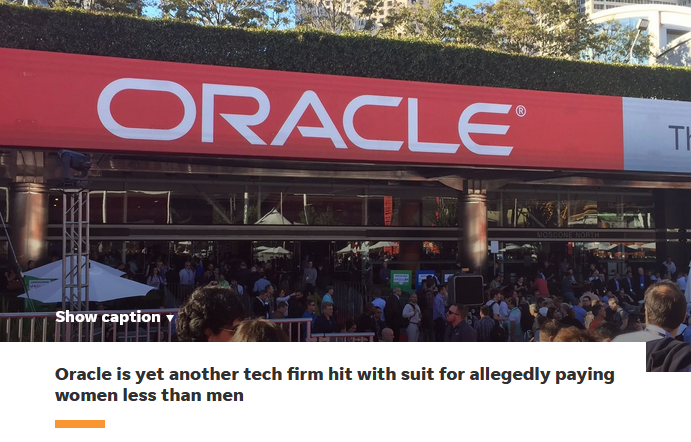 ORACLE®
TH
MOSCONE NORTH
Show caption ▾
Oracle is yet another tech firm hit with suit for allegedly paying
women less than men